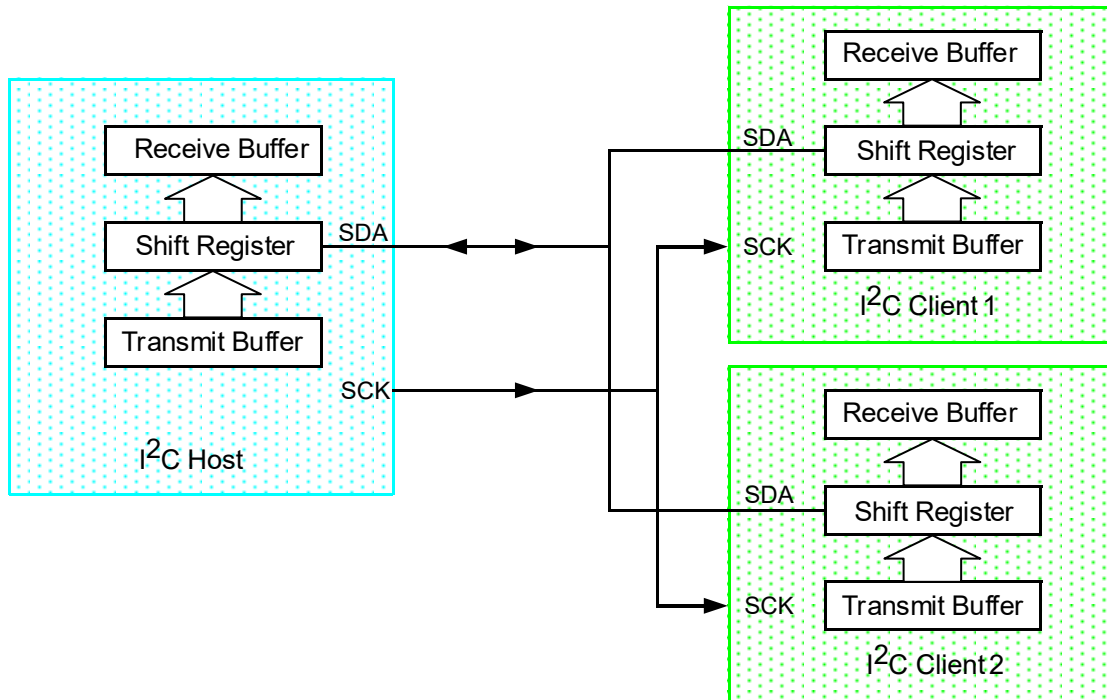 Receive Buffer
Shift Register
SDA
Transmit Buffer
SCK
I²C Host
Receive Buffer
SDA
Shift Register
SCK
Transmit Buffer
I²C Client 1
Receive Buffer
SDA
Shift Register
SCK
Transmit Buffer
I²C Client 2